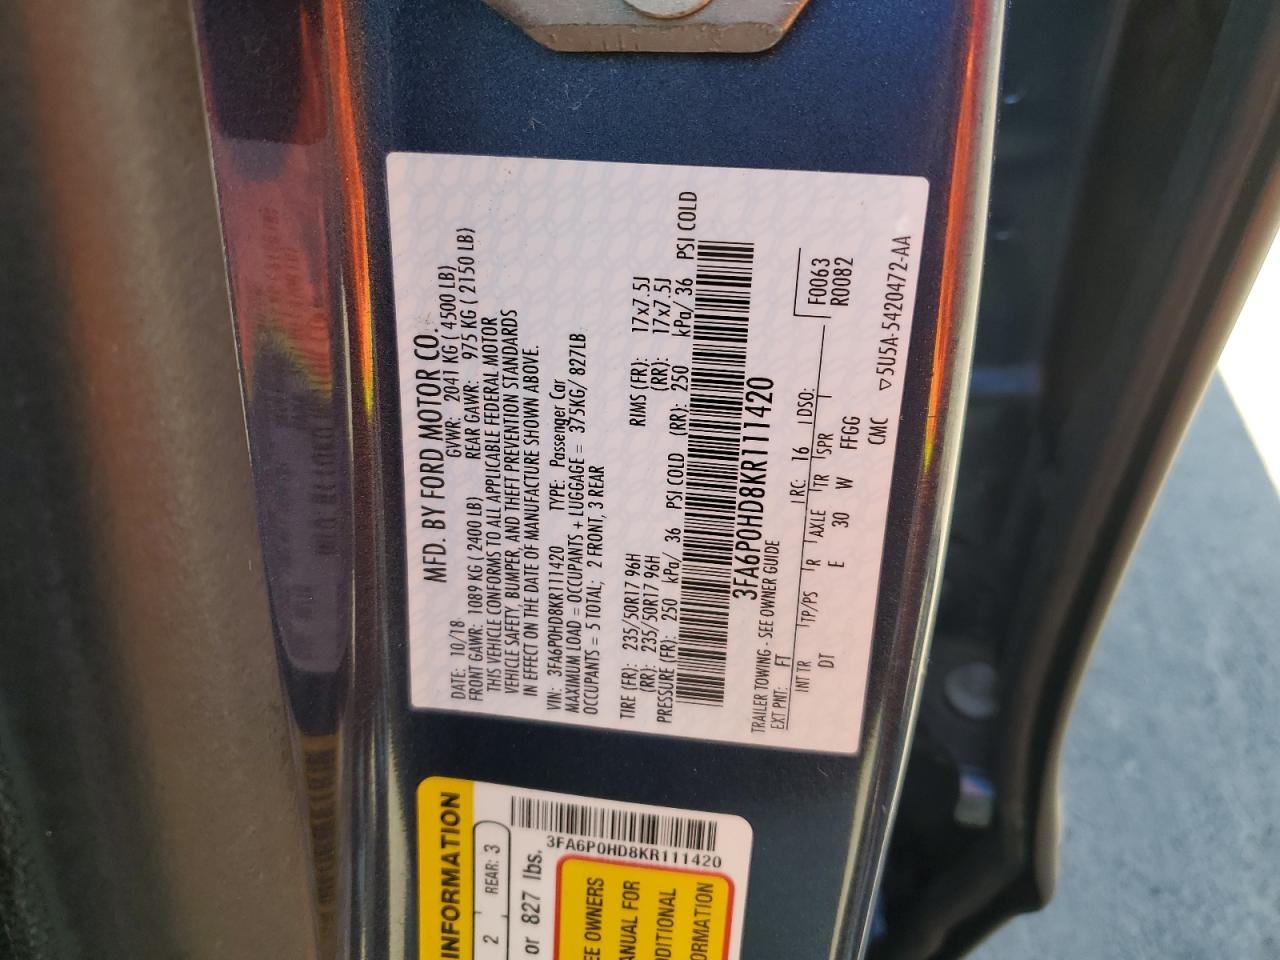 MFD. BY FORD MOTOR CO.
DATE: 10/18 GVWR: 2041 KG ( 4500 LB)
FRONT GAWR: 1089 KG ( 2400 LB) REAR GAWR: 975 KG ( 2150 LB)
THIS VEHICLE CONFORMS TO ALL APPLICABLE FEDERAL MOTOR
VEHICLE SAFETY, BUMPER, AND THEFT PREVENTION STANDARDS
IN EFFECT ON THE DATE OF MANUFACTURE SHOWN ABOVE.
VIN: 3FA6P0HD8KR111420 TYPE: Passenger Car
MAXIMUM LOAD = OCCUPANTS + LUGGAGE = 375KG/ 827LB
OCCUPANTS = 5 TOTAL; 2 FRONT, 3 REAR
TIRE (FR): 235/50R17 96H RIMS (FR): 17x7.5J
(RR): 235/50R17 96H (RR): 17x7.5J
PRESSURE (FR): 250 kPa/ 36 PSI COLD (RR): 250 kPa/ 36 PSI COLD
3FA6P0HD8KR111420
TRAILER TOWING - SEE OWNER GUIDE
EXT PNT: FT RC: 16 DSO: F0063
R0082
INT TR TP/PS R AXLE TR SPR
DT E 30 W FFGG
CMC ▽5U5A-5420472-AA
INFORMATION
2 REAR: 3
or 827 lbs.
3FA6P0HD8KR111420
EE OWNERS
ANUAL FOR
DITIONAL
ORMATION